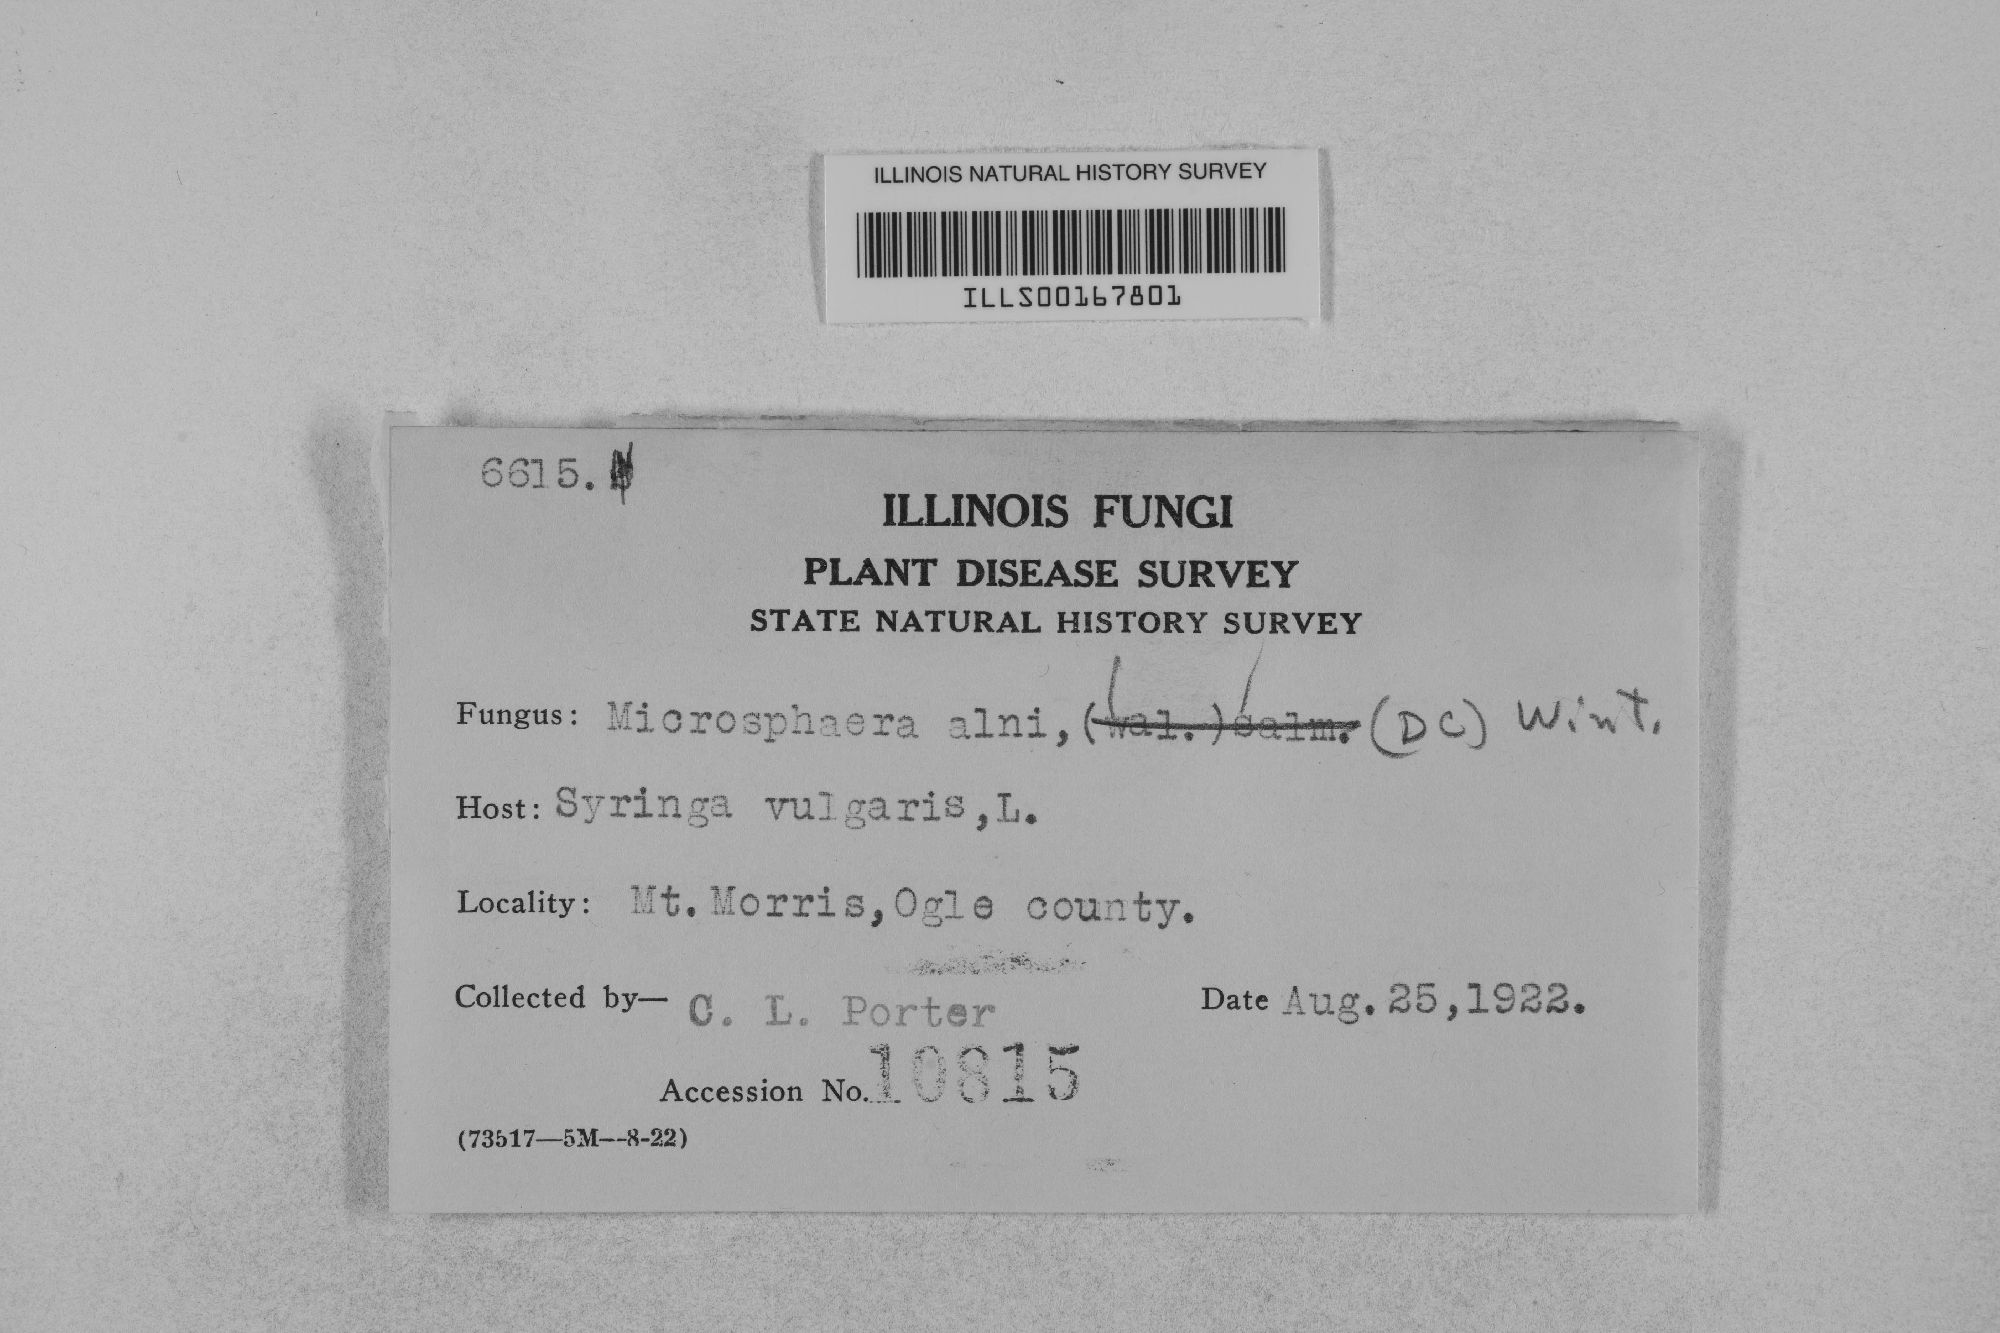 ILLINOIS NATURAL HISTORY SURVEY
ILLS00167801
6615.
ILLINOIS FUNGI
PLANT DISEASE SURVEY
STATE NATURAL HISTORY SURVEY
Fungus: Microsphaera alni, (Wal.) Salm. (DC) Wint.
Host: Syringa vulgaris, L.
Locality: Mt. Morris, Ogle county.
Collected by— C. L. Porter Date Aug. 25, 1922.
Accession No. 10815
(73517—5M—8-22)